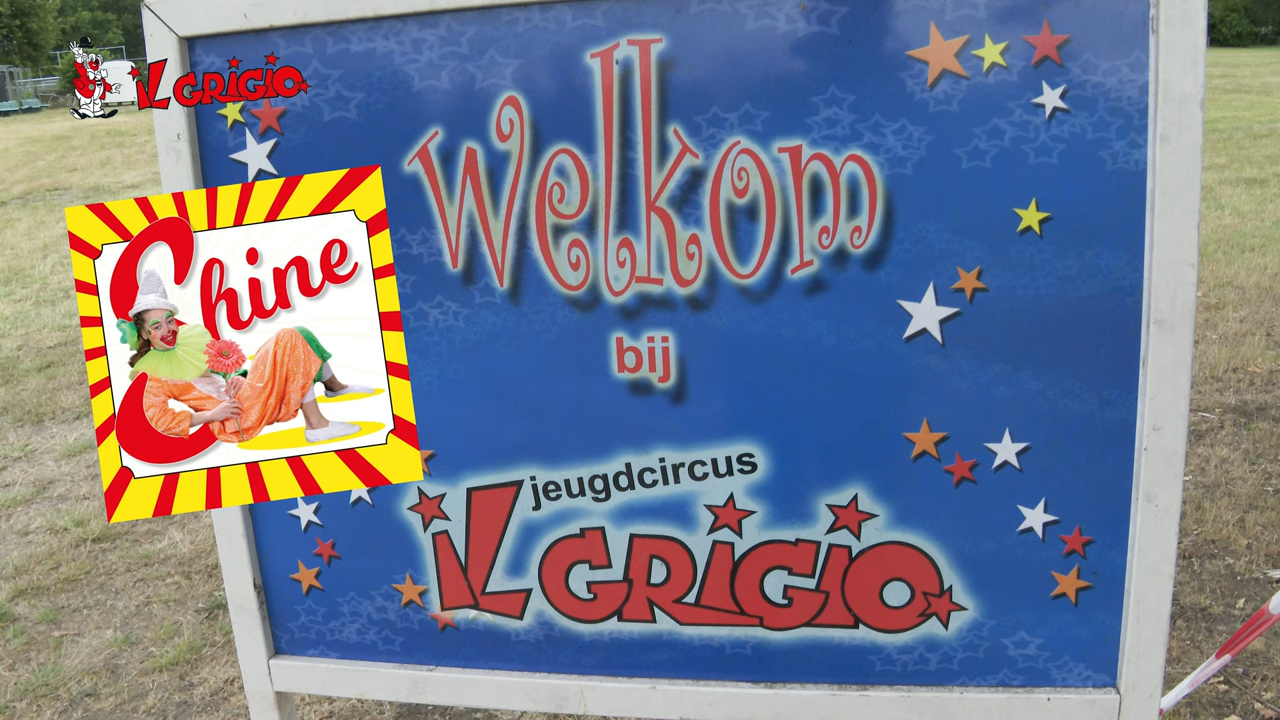 iL GRiGiO
Chine
Welkom
bij
jeugdcircus
iL GRiGiO